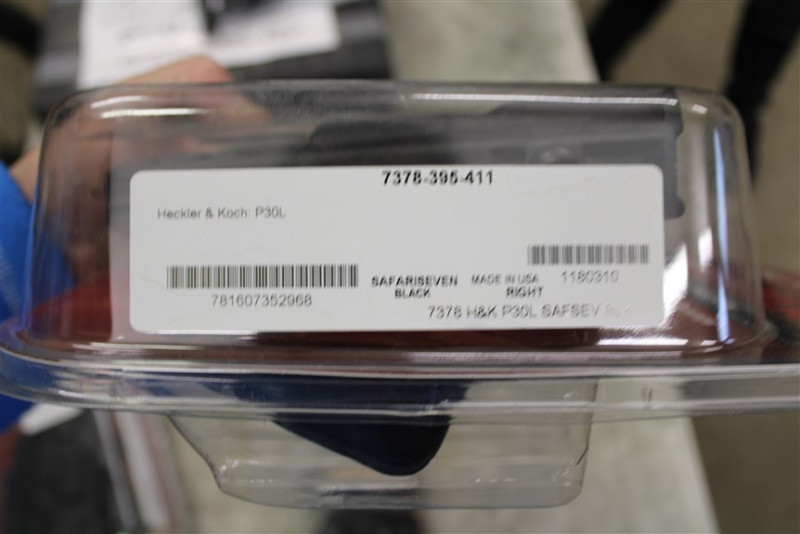 7378-395-411
Heckler & Koch: P30L
781607352968
SAFARISEVEN
BLACK
MADE IN USA
RIGHT
1180310
7378 H&K P30L SAFSEV